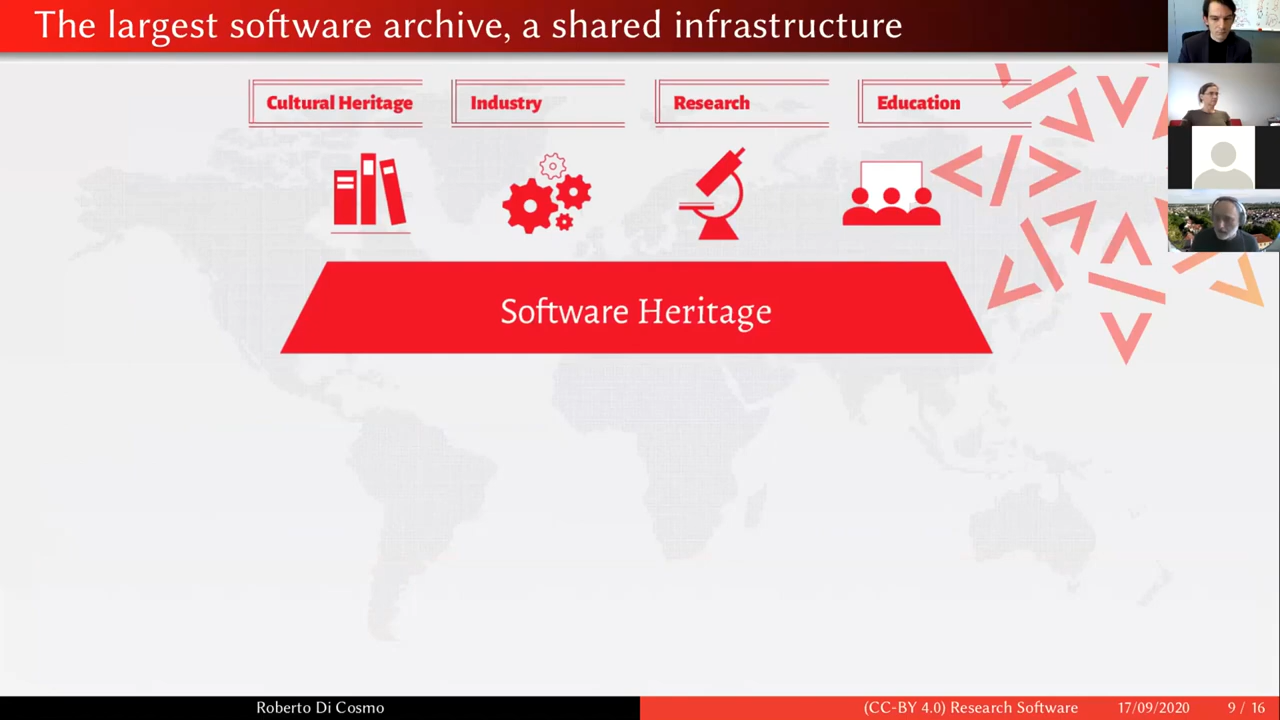 The largest software archive, a shared infrastructure
Cultural Heritage
Industry
Research
Education
Software Heritage
Roberto Di Cosmo
(CC-BY 4.0) Research Software
17/09/2020
9 / 16